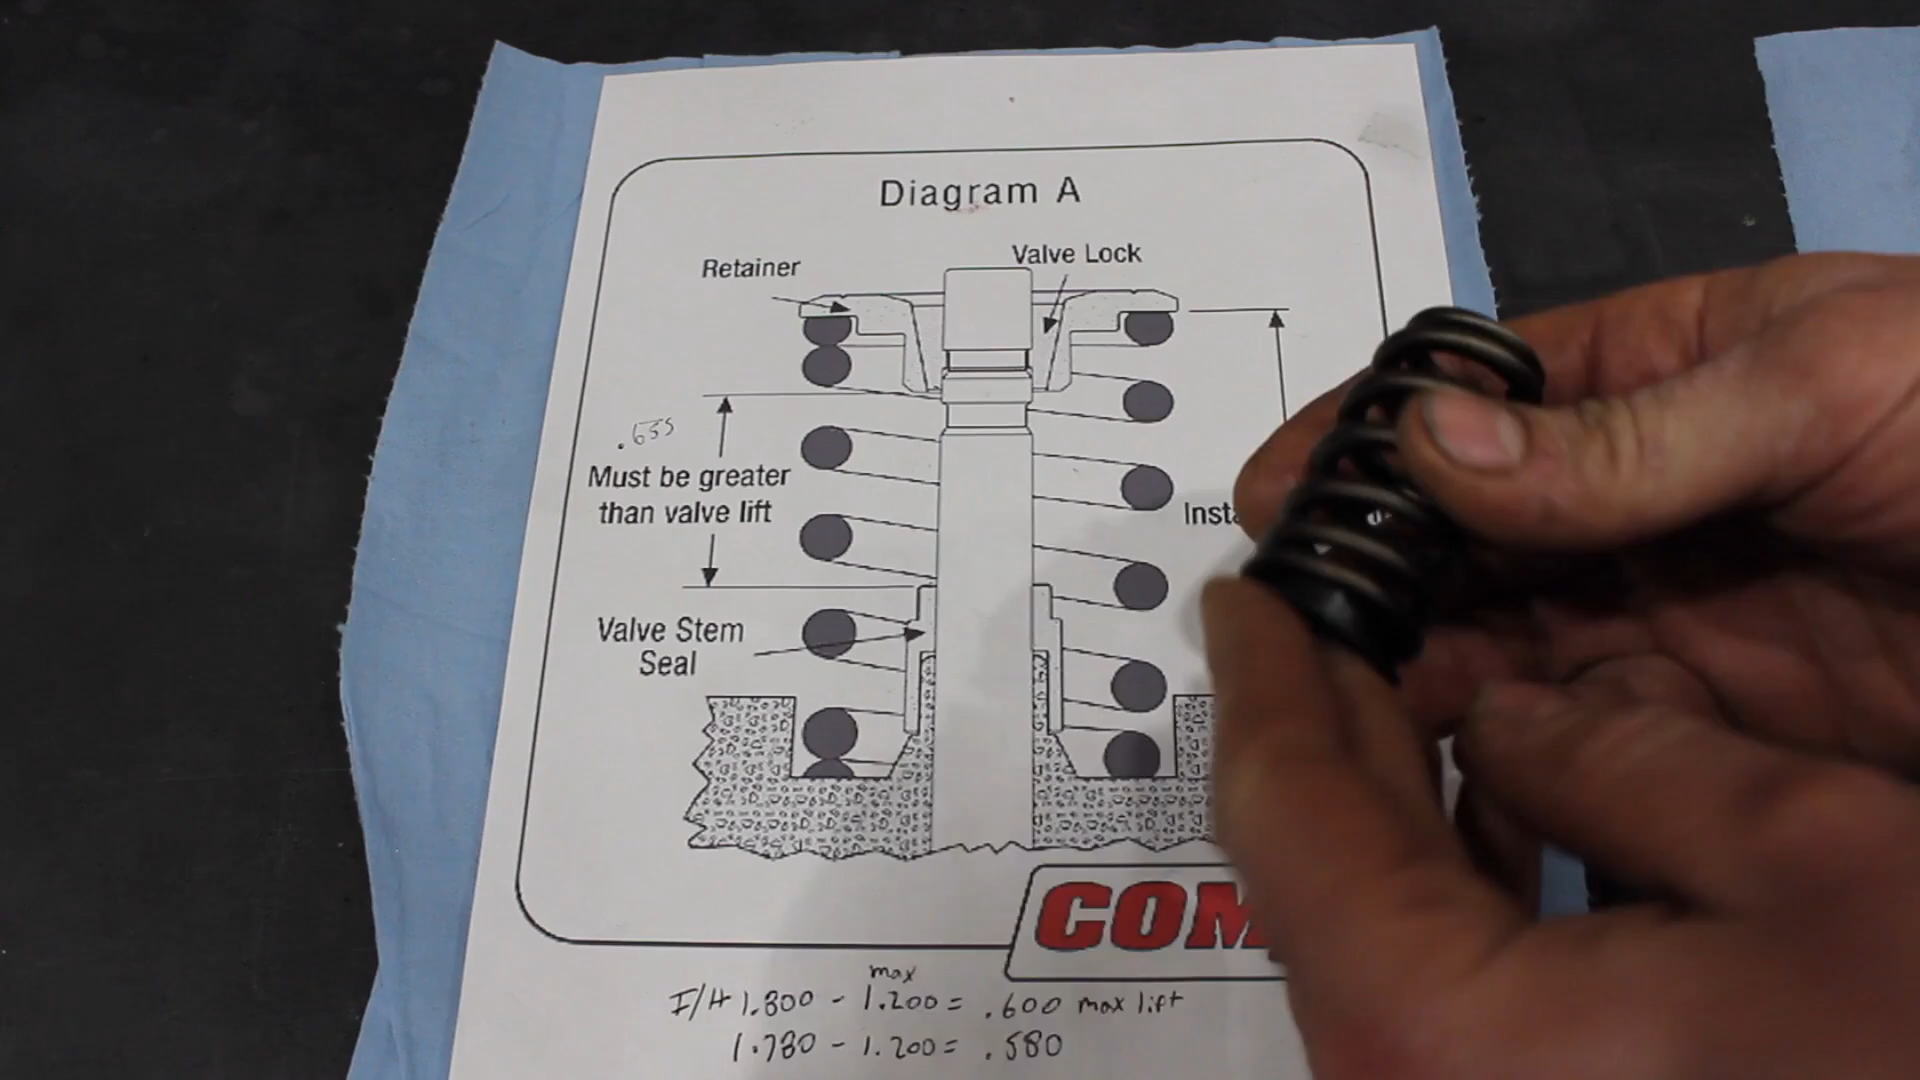 Diagram A
Retainer
Valve Lock
.655
Must be greater
than valve lift
Insta
Valve Stem
Seal
COM
max
I/H 1.800 - 1.200 = .600 max lift
1.780 - 1.200 = .580